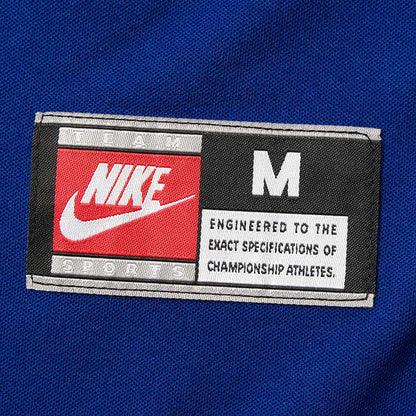 TEAM
NIKE
SPORTS
M
ENGINEERED TO THE
EXACT SPECIFICATIONS OF
CHAMPIONSHIP ATHLETES.